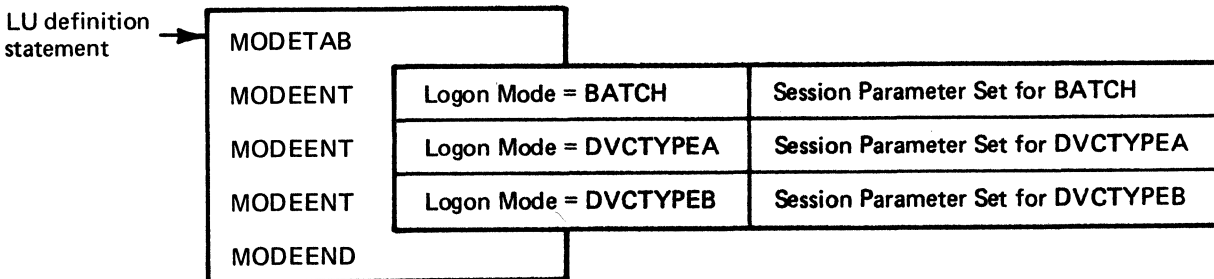 LU definition
statement
MODETAB
MODEENT Logon Mode = BATCH Session Parameter Set for BATCH
MODEENT Logon Mode = DVCTYPEA Session Parameter Set for DVCTYPEA
MODEENT Logon Mode = DVCTYPEB Session Parameter Set for DVCTYPEB
MODEEND